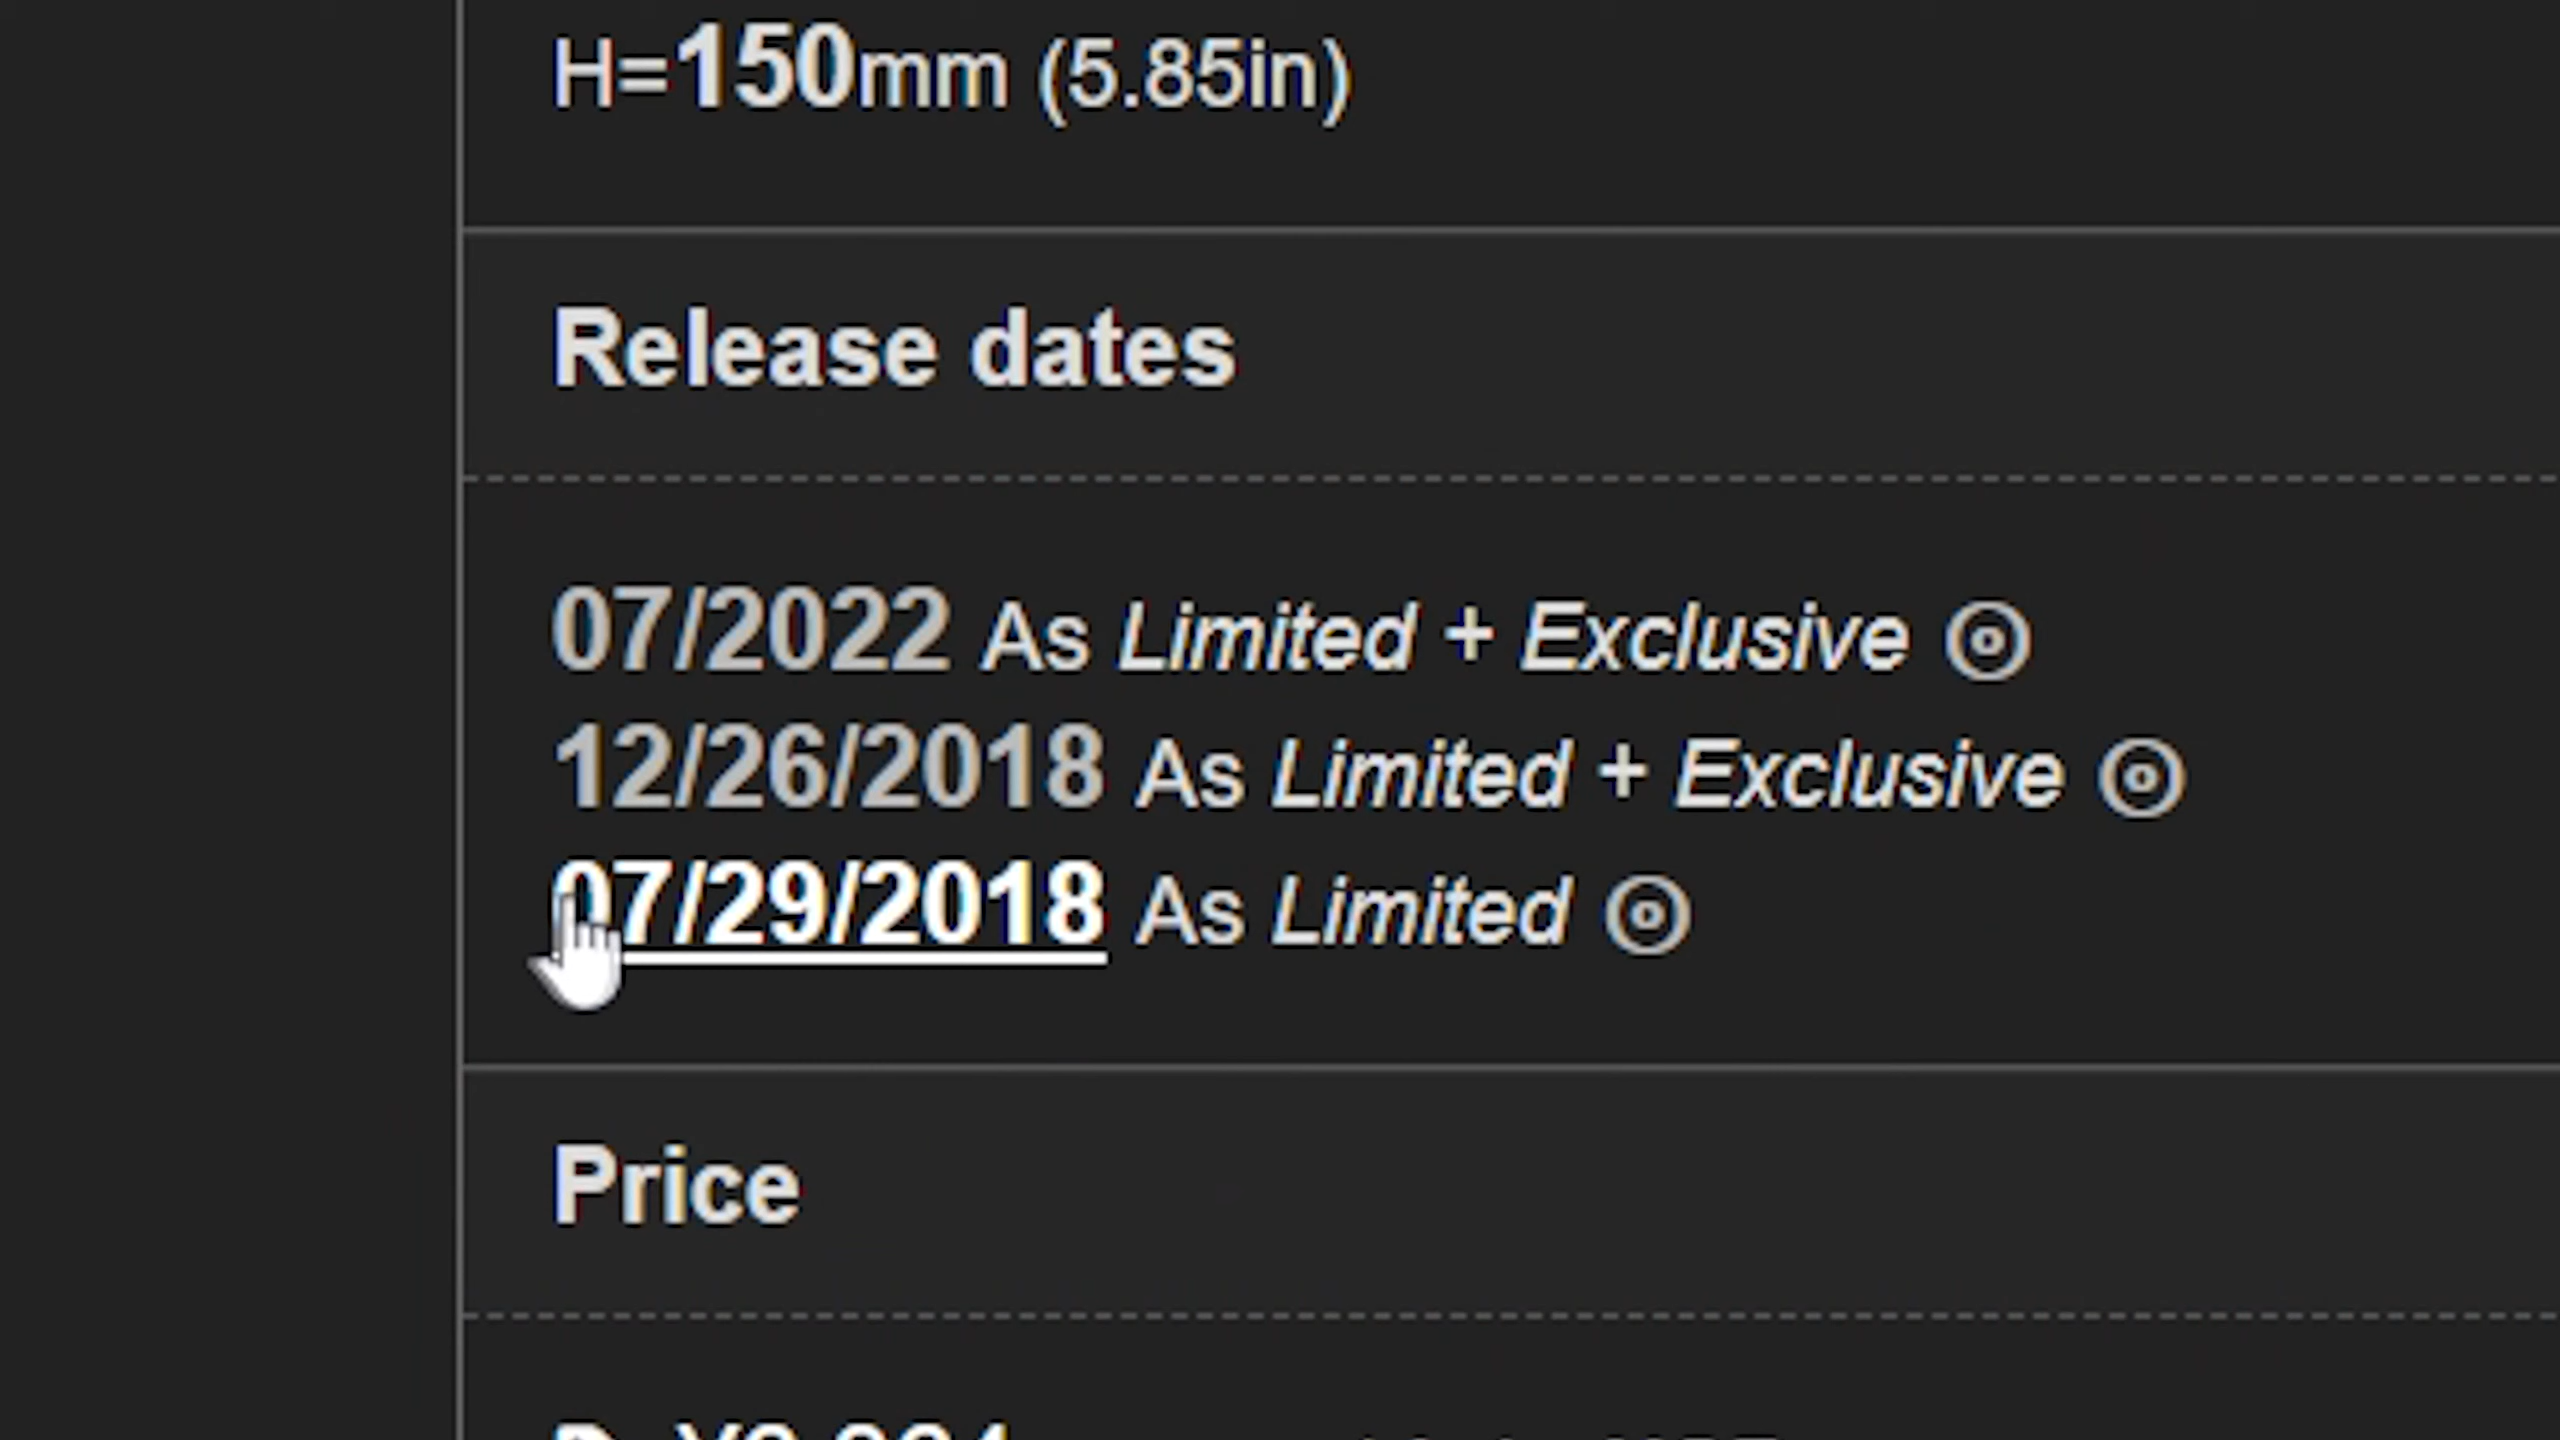 H=150mm (5.85in)
Release dates
07/2022 As Limited + Exclusive
12/26/2018 As Limited + Exclusive
07/29/2018 As Limited
Price